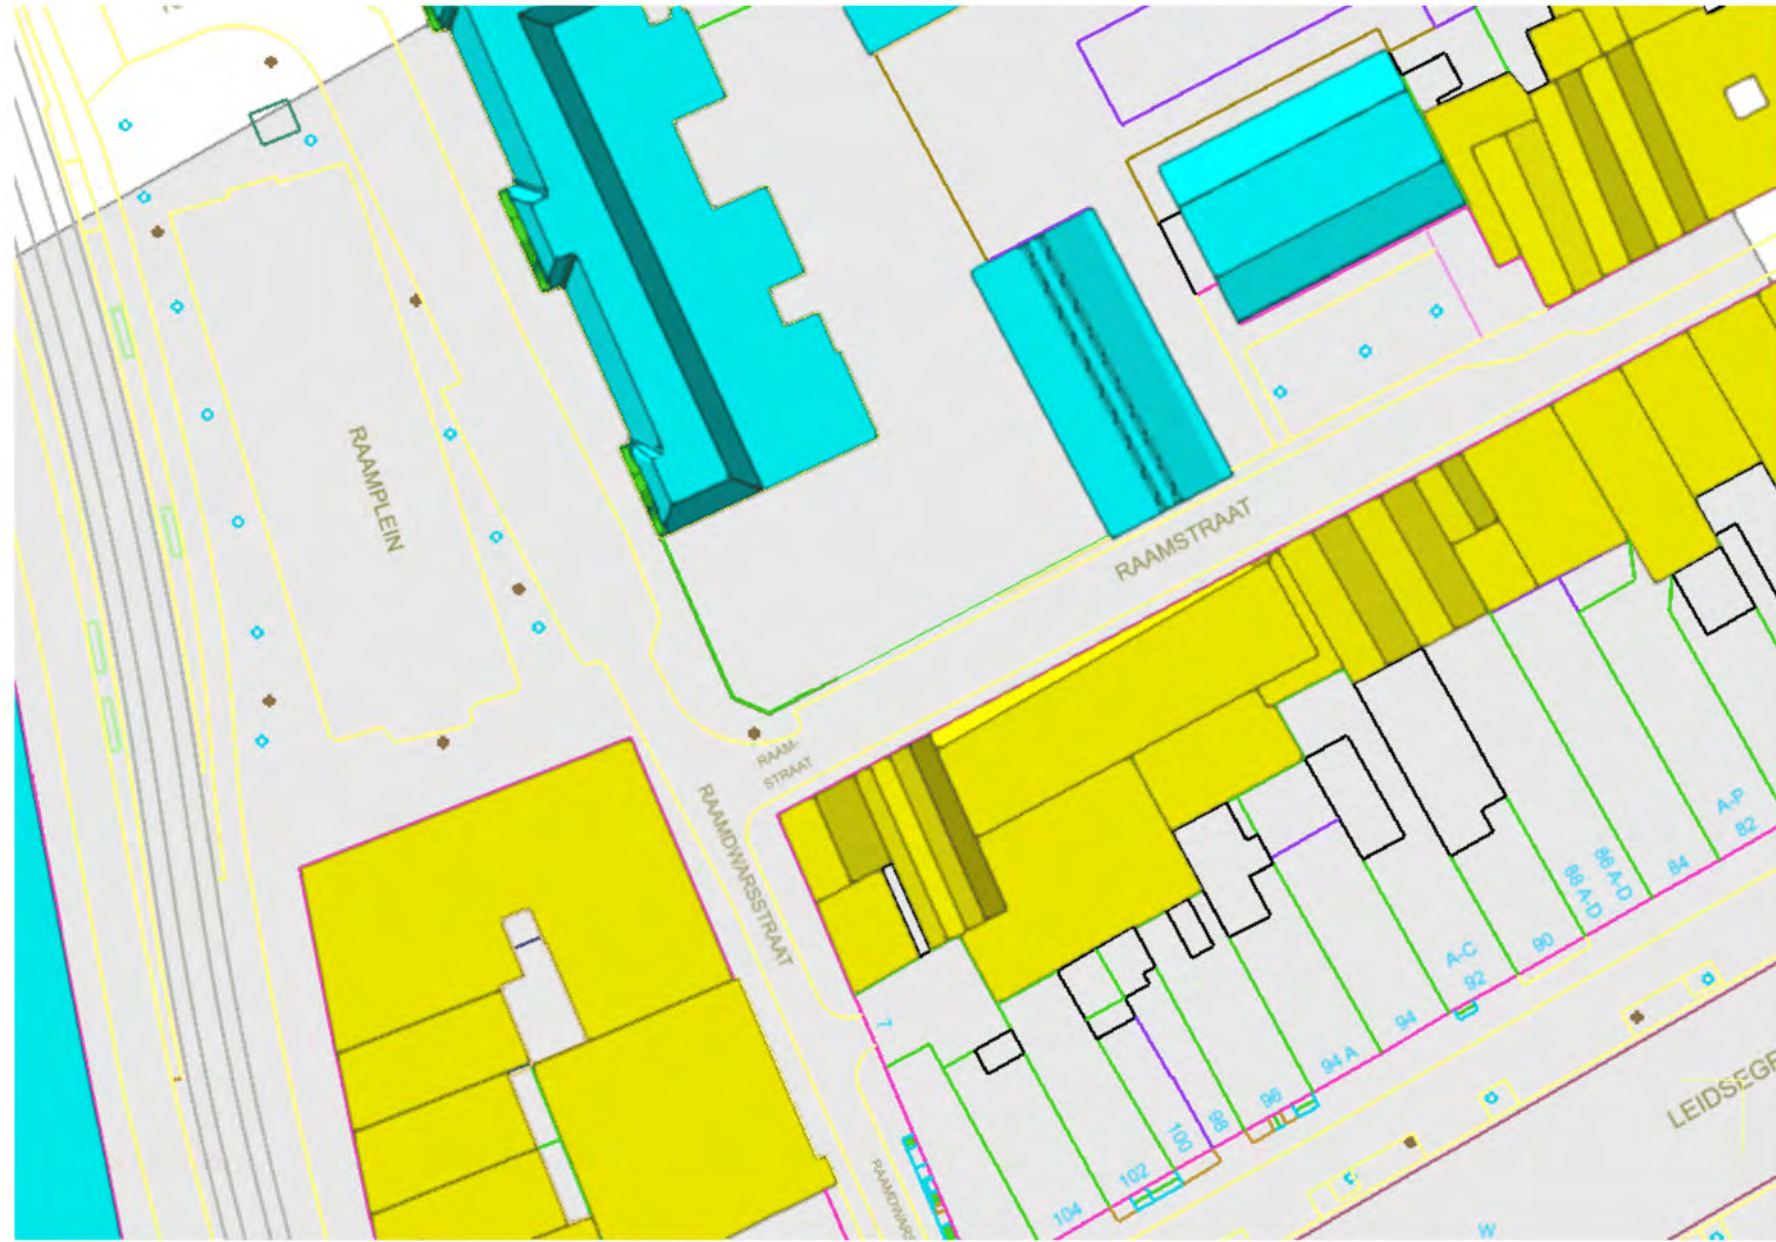 RAAMPLEIN
RAAMSTRAAT
RAAM-
STRAAT
RAAMDWARSSTRAAT
7
A-P
82
84
86 A-D
88 A-D
90
A-C
92
94
94 A
96
98
100
102
104
LEIDSEGR
W